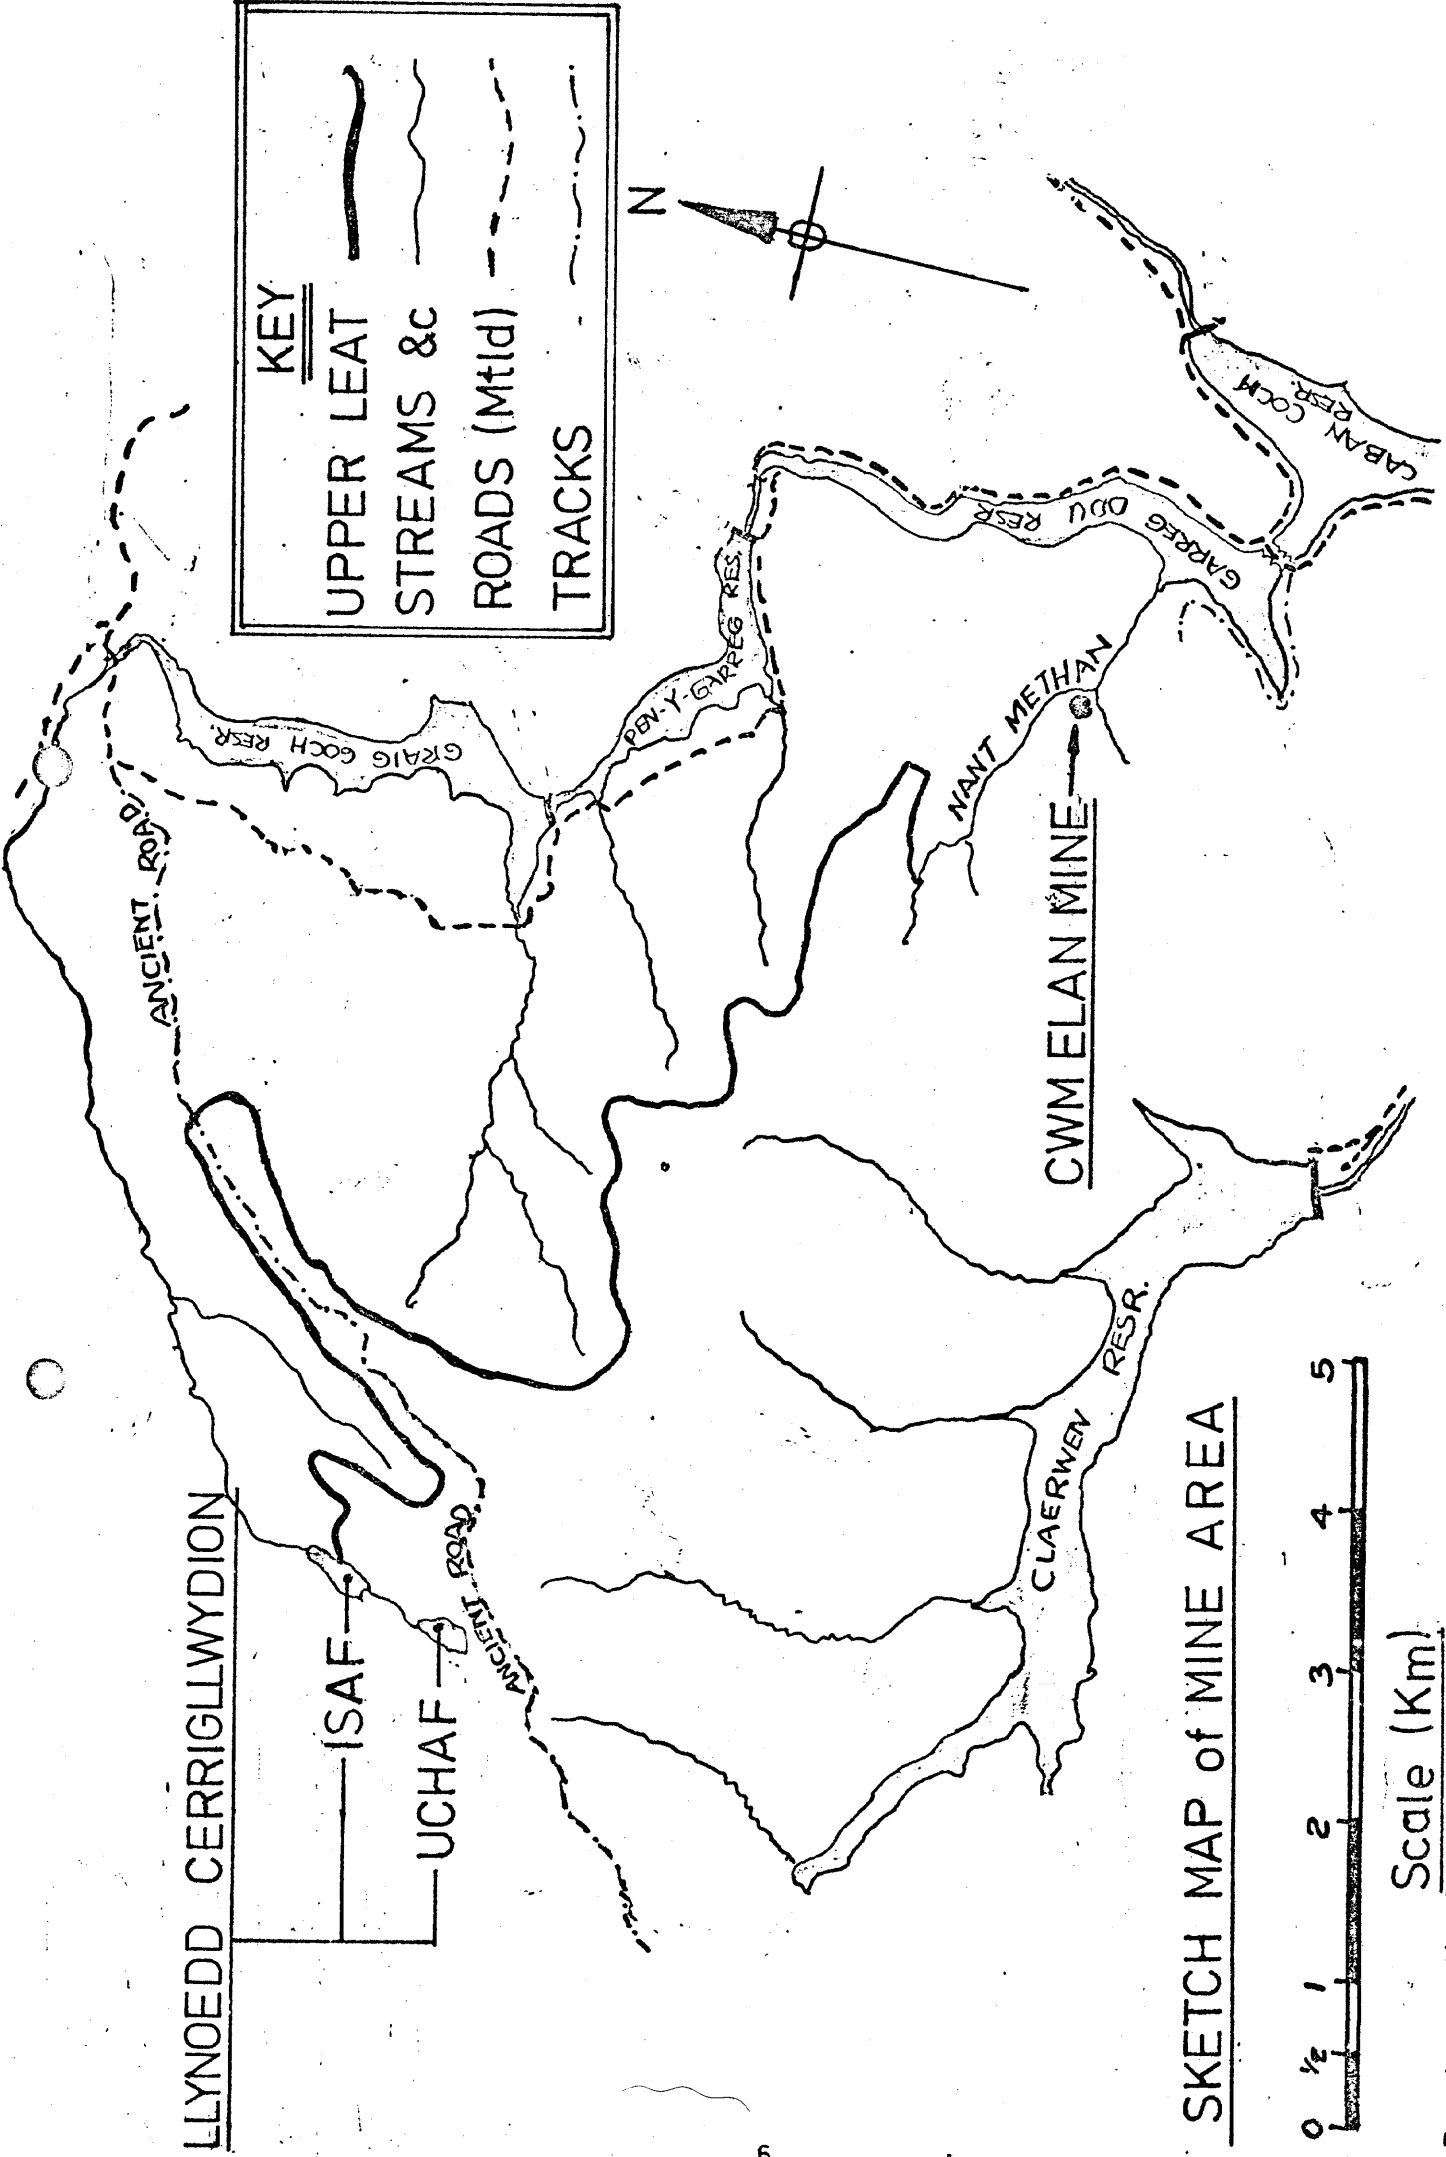 LLYNOEDD CERRIGLLWYDION
ISAF
UCHAF
ANCIENT ROAD
ANCIENT ROAD
GRAIG GOCH RESR.
PEN-Y-GARREG RES.
KEY
UPPER LEAT
STREAMS &c
ROADS (Mtld)
TRACKS
N
NANT METHAN
CWM ELAN MINE
GARREG DDU RESR
CABAN COCH RESR.
CLAERWEN RESR.
SKETCH MAP of MINE AREA
0 1/2 1 2 3 4 5
Scale (Km)
6